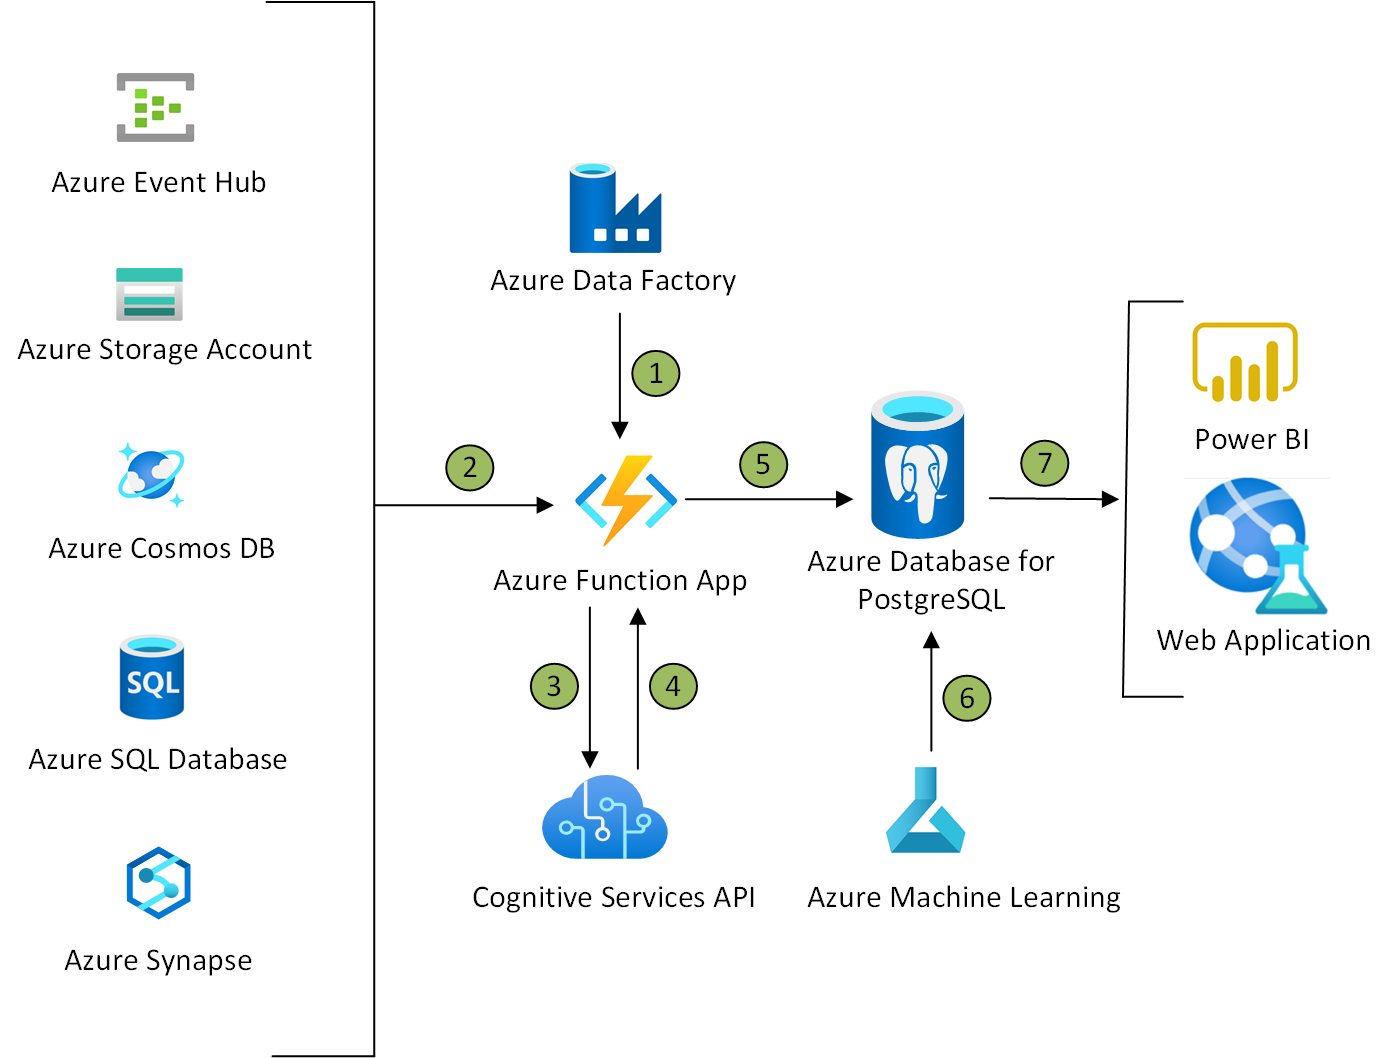 Azure Event Hub
Azure Storage Account
Azure Cosmos DB
SQL
Azure SQL Database
Azure Synapse
Azure Data Factory
1
2
Azure Function App
3
4
Cognitive Services API
5
Azure Database for
PostgreSQL
6
Azure Machine Learning
7
Power BI
Web Application